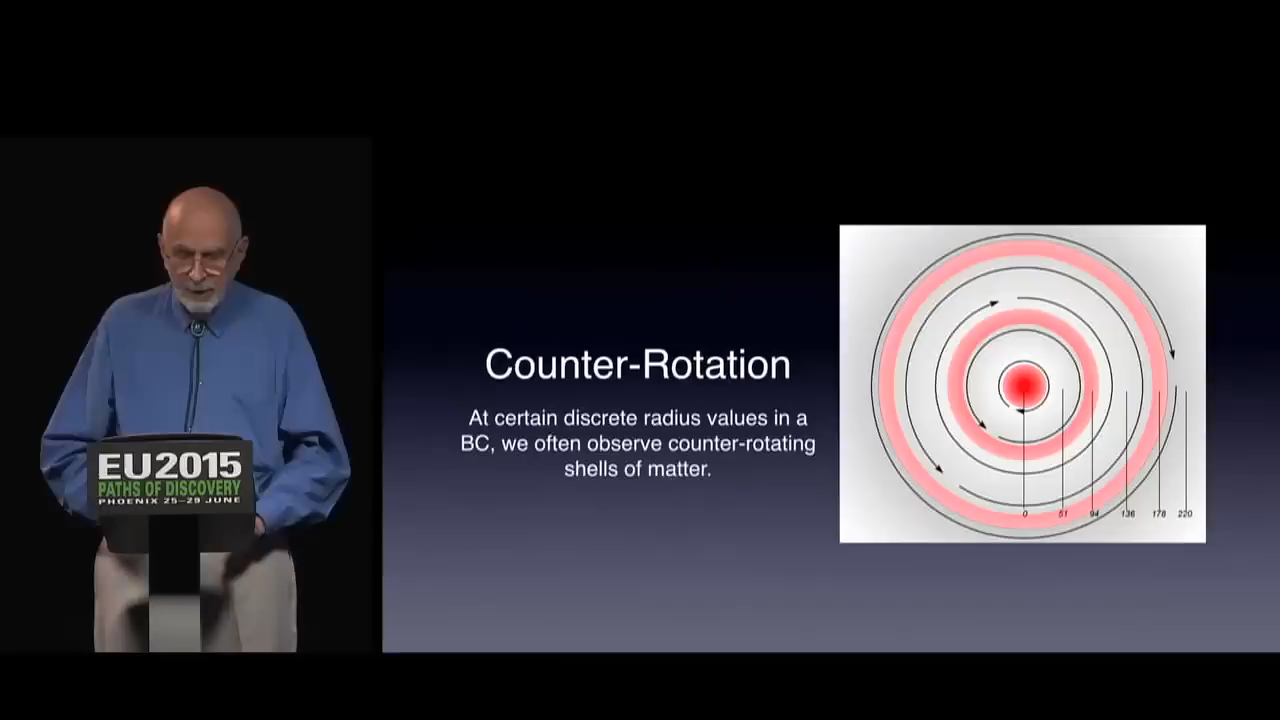 EU2015
PATHS OF DISCOVERY
PHOENIX 25–29 JUNE
Counter-Rotation
At certain discrete radius values in a
BC, we often observe counter-rotating
shells of matter.
0 51 94 136 178 220